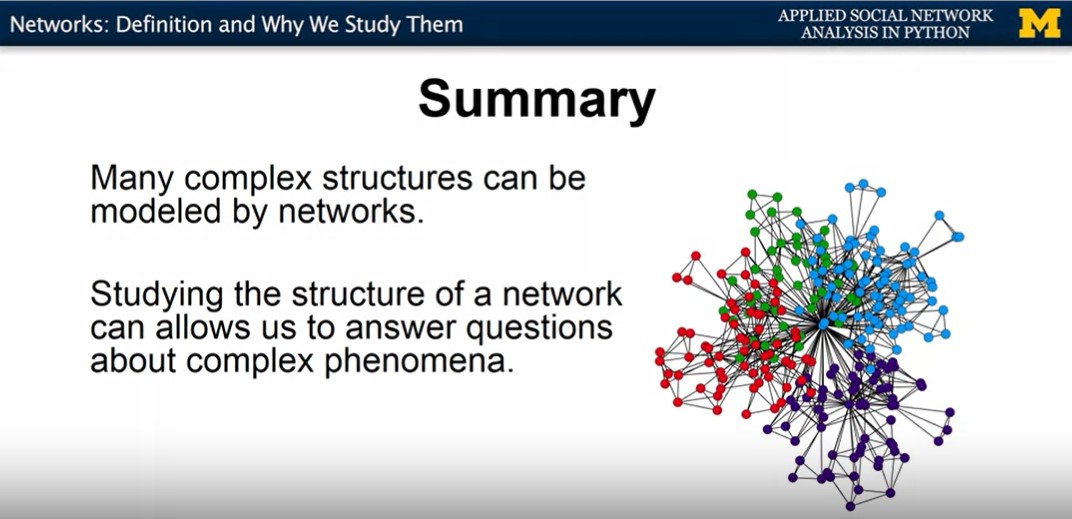 Networks: Definition and Why We Study Them
APPLIED SOCIAL NETWORK
ANALYSIS IN PYTHON
M
Summary
Many complex structures can be
modeled by networks.
Studying the structure of a network
can allows us to answer questions
about complex phenomena.